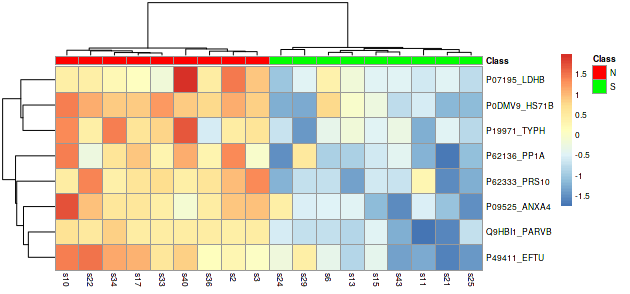 Class
P07195_LDHB
P0DMV9_HS71B
P19971_TYPH
P62136_PP1A
P62333_PRS10
P09525_ANXA4
Q9HBI1_PARVB
P49411_EFTU
s10 s22 s34 s17 s33 s40 s36 s2 s3 s24 s29 s6 s13 s15 s43 s11 s21 s25
1.5
1
0.5
0
-0.5
-1
-1.5
Class
N
S